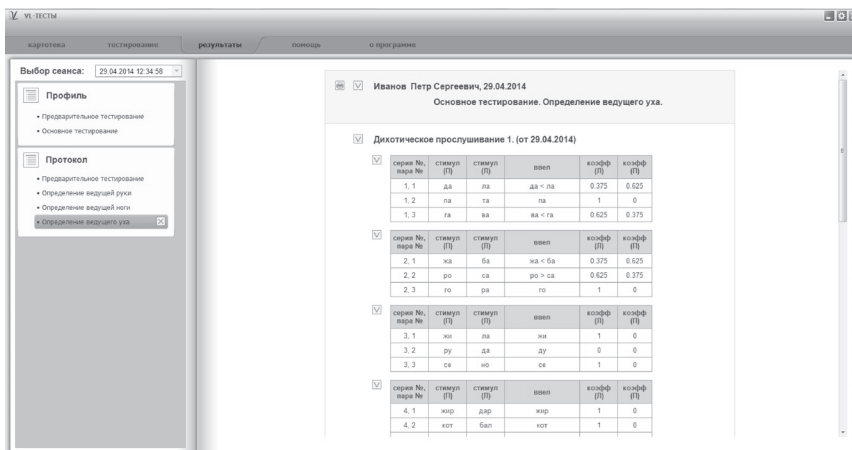 VL-ТЕСТЫ
картотека тестирование результаты помощь о программе
Выбор сеанса: 29.04.2014 12:34:58
Профиль
• Предварительное тестирование
• Основное тестирование
Протокол
• Предварительное тестирование
• Определение ведущей руки
• Определение ведущей ноги
• Определение ведущего уха
Иванов Петр Сергеевич, 29.04.2014
Основное тестирование. Определение ведущего уха.
Дихотическое прослушивание 1. (от 29.04.2014)
серия №, пара № стимул (Л) стимул (П) ввел коэфф (Л) коэфф (П)
1, 1 да ла да < ла 0.375 0.625
1, 2 па та па 1 0
1, 3 га ва ва < га 0.625 0.375
серия №, пара № стимул (Л) стимул (П) ввел коэфф (Л) коэфф (П)
2, 1 жа ба жа < ба 0.375 0.625
2, 2 ро са ро > са 0.625 0.375
2, 3 го ра го 1 0
серия №, пара № стимул (Л) стимул (П) ввел коэфф (Л) коэфф (П)
3, 1 жи ла жи 1 0
3, 2 ру да ду 0 0
3, 3 се но се 1 0
серия №, пара № стимул (Л) стимул (П) ввел коэфф (Л) коэфф (П)
4, 1 жир дар жир 1 0
4, 2 кот бал кот 1 0